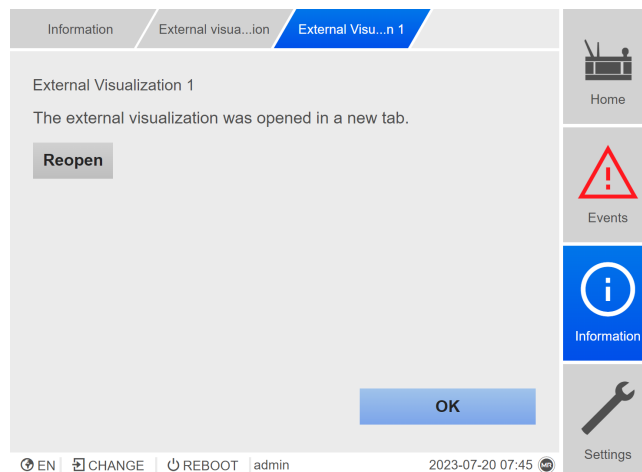 Information
External visua...ion
External Visu...n 1
External Visualization 1
The external visualization was opened in a new tab.
Reopen
OK
Home
Events
Information
Settings
EN
CHANGE
REBOOT
admin
2023-07-20 07:45
MR